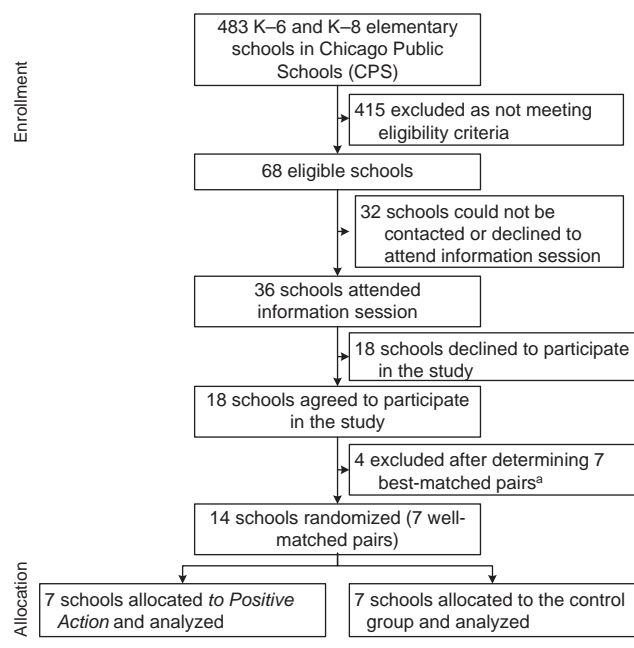 Enrollment
483 K–6 and K–8 elementary
schools in Chicago Public
Schools (CPS)
415 excluded as not meeting
eligibility criteria
68 eligible schools
32 schools could not be
contacted or declined to
attend information session
36 schools attended
information session
18 schools declined to participate
in the study
18 schools agreed to participate
in the study
4 excluded after determining 7
best-matched pairsᵃ
14 schools randomized (7 well-
matched pairs)
Allocation
7 schools allocated to Positive
Action and analyzed
7 schools allocated to the control
group and analyzed